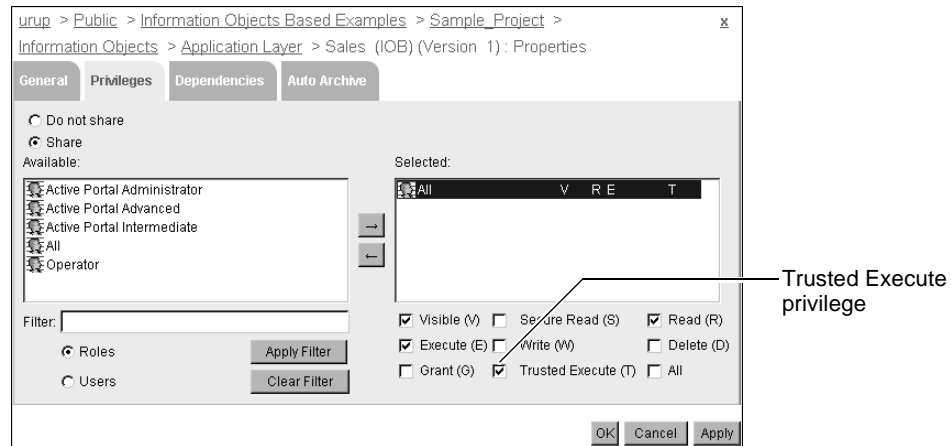 urup > Public > Information Objects Based Examples > Sample_Project > x
Information Objects > Application Layer > Sales (IOB) (Version 1) : Properties
General Privileges Dependencies Auto Archive
Do not share
Share
Available: Selected:
Active Portal Administrator All V R E T
Active Portal Advanced
Active Portal Intermediate
All
Operator
Trusted Execute
privilege
Filter: Visible (V) Secure Read (S) Read (R)
Roles Apply Filter Execute (E) Write (W) Delete (D)
Users Clear Filter Grant (G) Trusted Execute (T) All
OK Cancel Apply